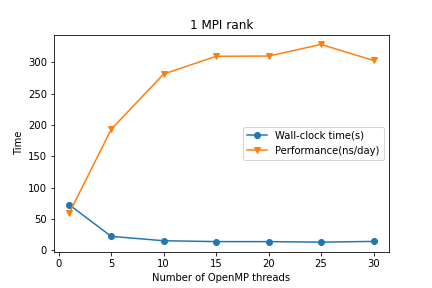 1 MPI rank
Time
300
250
200
150
100
50
0
Wall-clock time(s)
Performance(ns/day)
0 5 10 15 20 25 30
Number of OpenMP threads